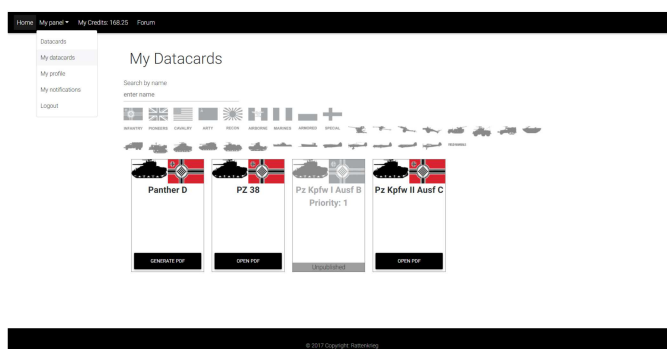 Home My panel My Credits: 168.25 Forum
Datacards
My datacards
My profile
My notifications
Logout
My Datacards
Search by name
enter name
INFANTRY PIONEERS CAVALRY ARTY RECON AIRBORNE MARINES ARMORED SPECIAL
Panther D PZ 38 Pz Kpfw I Ausf B Pz Kpfw II Ausf C
Priority: 1
GENERATE PDF OPEN PDF OPEN PDF
Unpublished
© 2017 Copyright: Rattenkrieg